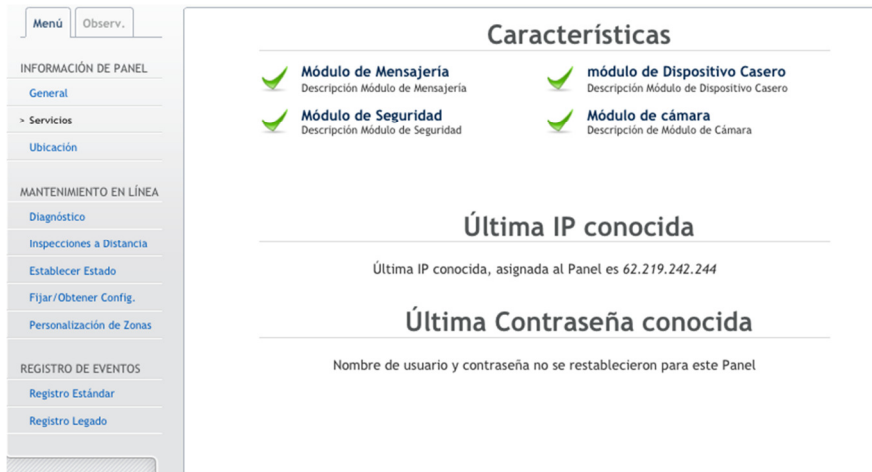 Menú
Observ.
INFORMACIÓN DE PANEL
General
> Servicios
Ubicación
MANTENIMIENTO EN LÍNEA
Diagnóstico
Inspecciones a Distancia
Establecer Estado
Fijar/Obtener Config.
Personalización de Zonas
REGISTRO DE EVENTOS
Registro Estándar
Registro Legado
Características
Módulo de Mensajería
Descripción Módulo de Mensajería
módulo de Dispositivo Casero
Descripción Módulo de Dispositivo Casero
Módulo de Seguridad
Descripción Módulo de Seguridad
Módulo de cámara
Descripción de Módulo de Cámara
Última IP conocida
Última IP conocida, asignada al Panel es 62.219.242.244
Última Contraseña conocida
Nombre de usuario y contraseña no se restablecieron para este Panel